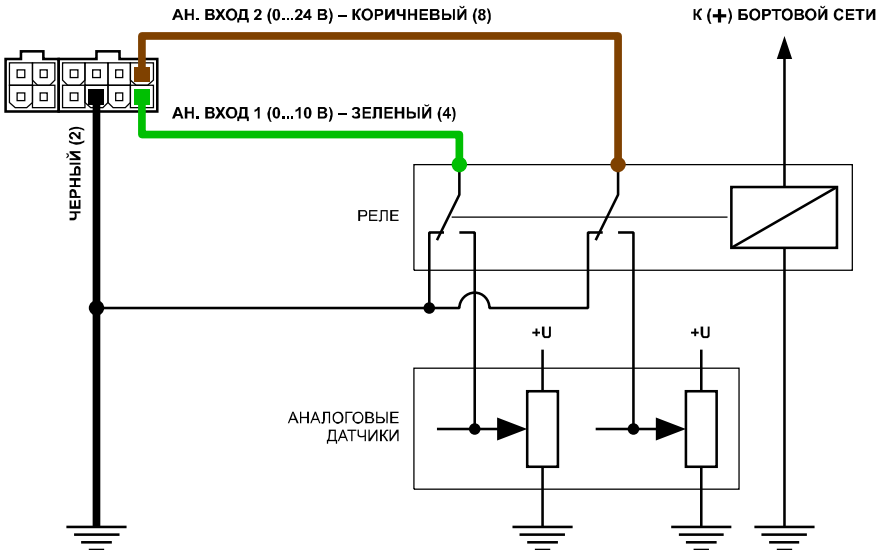 АН. ВХОД 2 (0...24 В) – КОРИЧНЕВЫЙ (8)
К (+) БОРТОВОЙ СЕТИ
АН. ВХОД 1 (0...10 В) – ЗЕЛЕНЫЙ (4)
ЧЕРНЫЙ (2)
РЕЛЕ
+U
+U
АНАЛОГОВЫЕ
ДАТЧИКИ